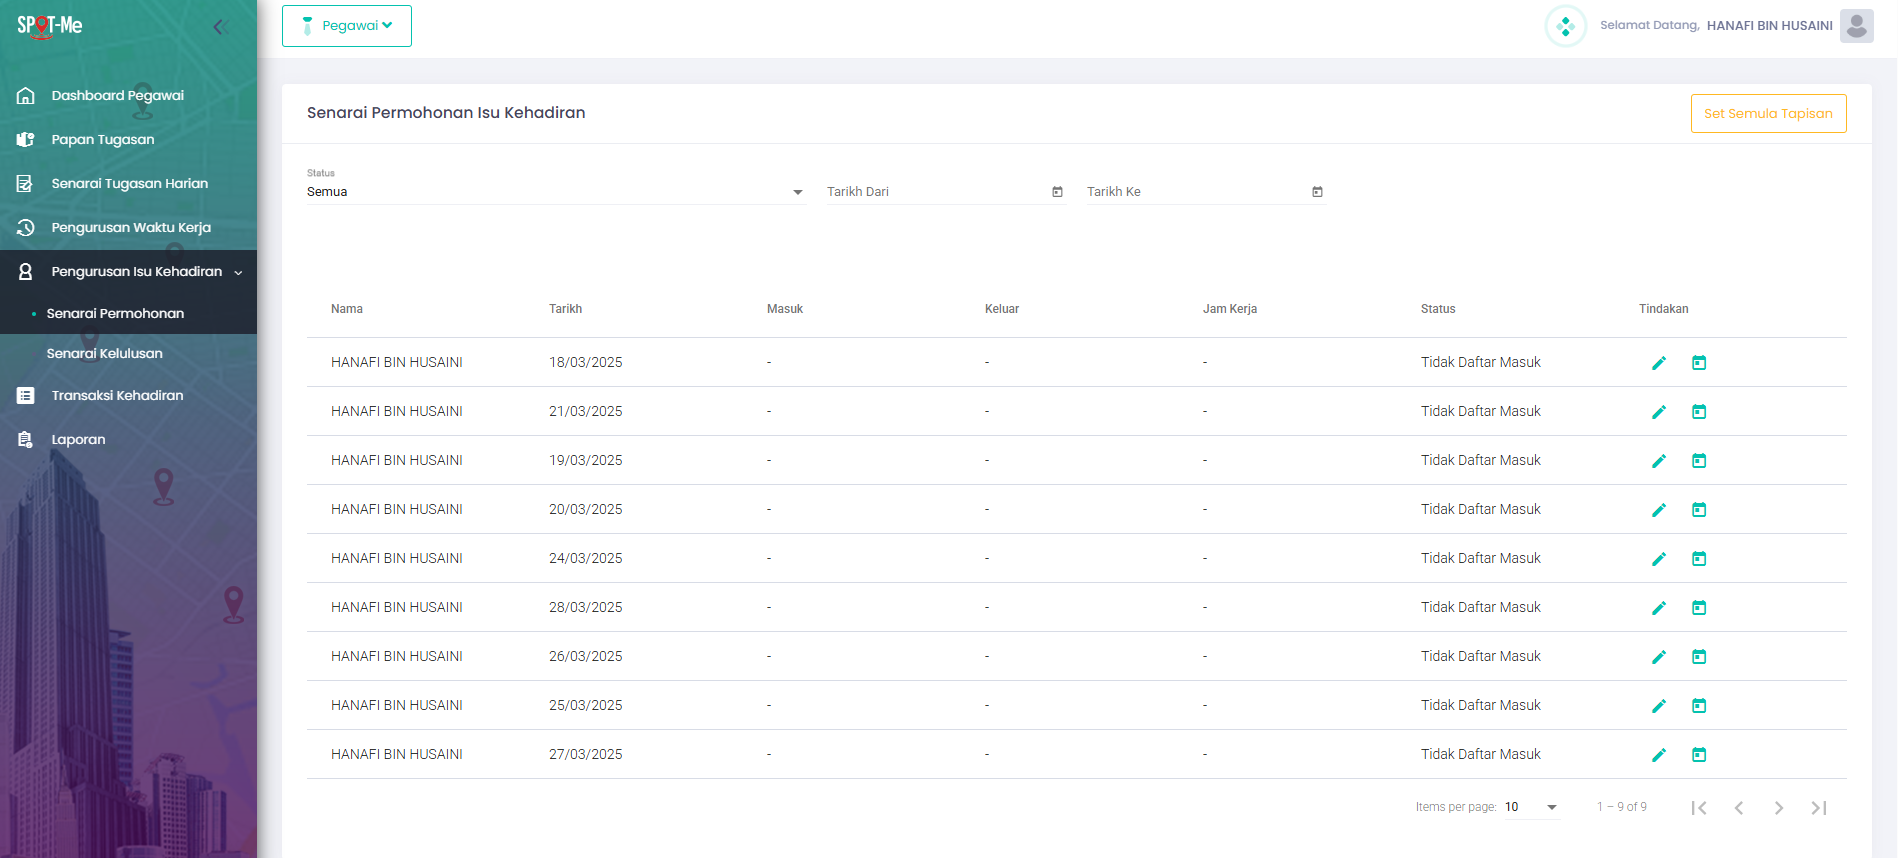 SPOT-Me
Pegawai
Selamat Datang, HANAFI BIN HUSAINI
Dashboard Pegawai
Papan Tugasan
Senarai Tugasan Harian
Pengurusan Waktu Kerja
Pengurusan Isu Kehadiran
Senarai Permohonan
Senarai Kelulusan
Transaksi Kehadiran
Laporan
Senarai Permohonan Isu Kehadiran
Set Semula Tapisan
Status
Semua
Tarikh Dari
Tarikh Ke
Nama Tarikh Masuk Keluar Jam Kerja Status Tindakan
HANAFI BIN HUSAINI 18/03/2025 - - - Tidak Daftar Masuk
HANAFI BIN HUSAINI 21/03/2025 - - - Tidak Daftar Masuk
HANAFI BIN HUSAINI 19/03/2025 - - - Tidak Daftar Masuk
HANAFI BIN HUSAINI 20/03/2025 - - - Tidak Daftar Masuk
HANAFI BIN HUSAINI 24/03/2025 - - - Tidak Daftar Masuk
HANAFI BIN HUSAINI 28/03/2025 - - - Tidak Daftar Masuk
HANAFI BIN HUSAINI 26/03/2025 - - - Tidak Daftar Masuk
HANAFI BIN HUSAINI 25/03/2025 - - - Tidak Daftar Masuk
HANAFI BIN HUSAINI 27/03/2025 - - - Tidak Daftar Masuk
Items per page: 10 1 – 9 of 9